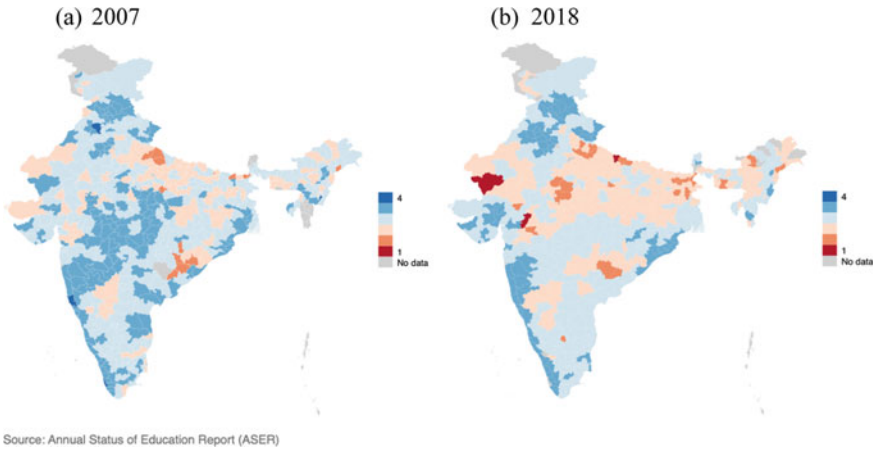 (a) 2007
(b) 2018
4
1
No data
4
1
No data
Source: Annual Status of Education Report (ASER)